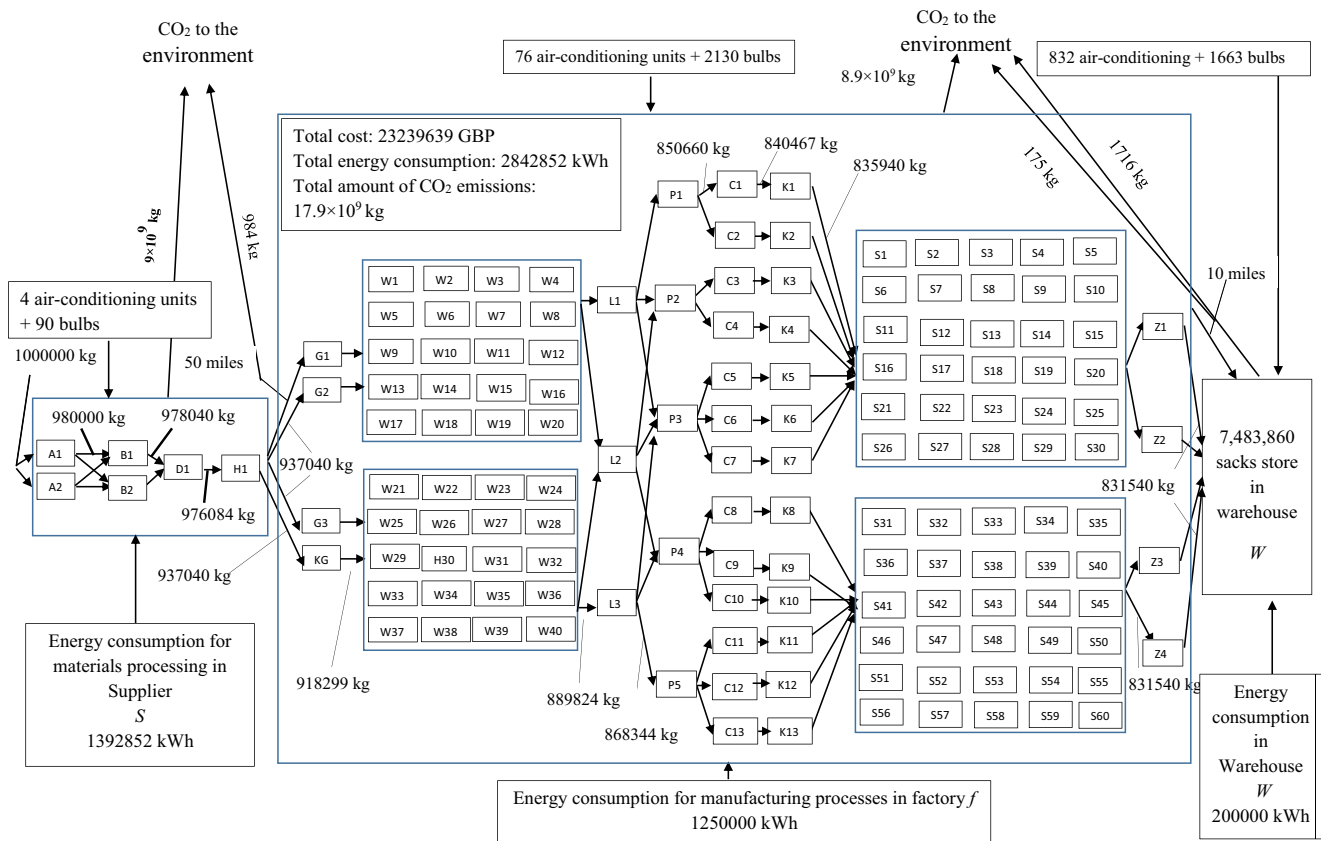 CO₂ to the
environment
CO₂ to the
environment
76 air-conditioning units + 2130 bulbs
832 air-conditioning + 1663 bulbs
8.9×10⁹ kg
Total cost: 23239639 GBP
Total energy consumption: 2842852 kWh
Total amount of CO₂ emissions:
17.9×10⁹ kg
850660 kg
840467 kg
835940 kg
175 kg
1716 kg
10 miles
9×10⁹ kg
984 kg
4 air-conditioning units
+ 90 bulbs
1000000 kg
50 miles
980000 kg
978040 kg
A1
A2
B1
B2
D1
H1
976084 kg
937040 kg
937040 kg
G1
G2
G3
KG
918299 kg
W1 W2 W3 W4
W5 W6 W7 W8
W9 W10 W11 W12
W13 W14 W15 W16
W17 W18 W19 W20
W21 W22 W23 W24
W25 W26 W27 W28
W29 H30 W31 W32
W33 W34 W35 W36
W37 W38 W39 W40
L1
L2
L3
889824 kg
868344 kg
P1
P2
P3
P4
P5
C1 K1
C2 K2
C3 K3
C4 K4
C5 K5
C6 K6
C7 K7
C8 K8
C9 K9
C10 K10
C11 K11
C12 K12
C13 K13
S1 S2 S3 S4 S5
S6 S7 S8 S9 S10
S11 S12 S13 S14 S15
S16 S17 S18 S19 S20
S21 S22 S23 S24 S25
S26 S27 S28 S29 S30
S31 S32 S33 S34 S35
S36 S37 S38 S39 S40
S41 S42 S43 S44 S45
S46 S47 S48 S49 S50
S51 S52 S53 S54 S55
S56 S57 S58 S59 S60
Z1
Z2
Z3
Z4
831540 kg
831540 kg
7,483,860
sacks store
in
warehouse
W
Energy consumption for
materials processing in
Supplier
S
1392852 kWh
Energy consumption for manufacturing processes in factory f
1250000 kWh
Energy
consumption
in
Warehouse
W
200000 kWh